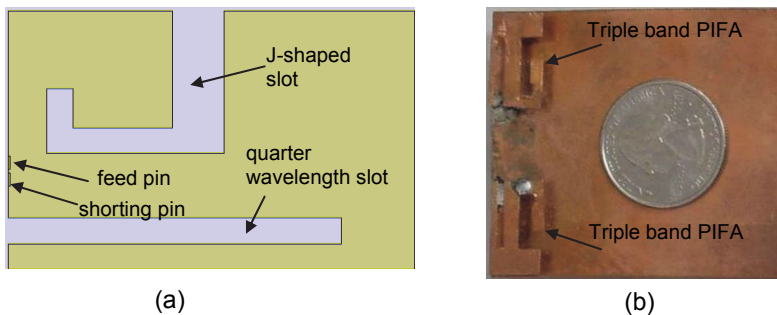 J-shaped
slot
feed pin
shorting pin
quarter
wavelength slot
(a)
Triple band PIFA
Triple band PIFA
(b)